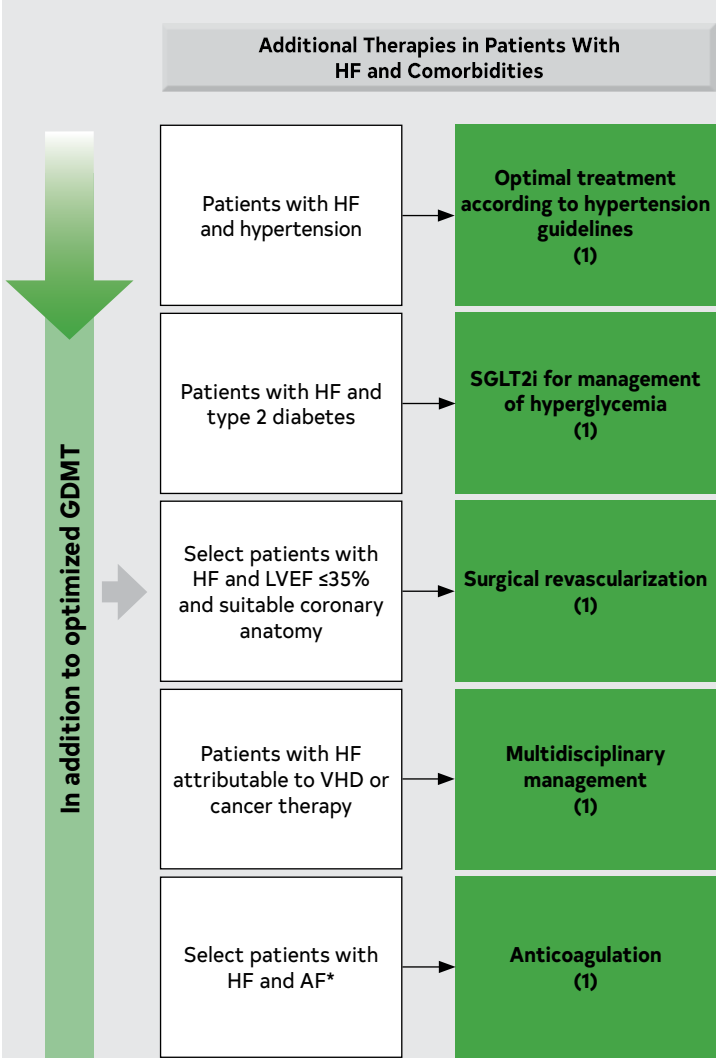 Additional Therapies in Patients With
HF and Comorbidities
In addition to optimized GDMT
Patients with HF
and hypertension
Optimal treatment
according to hypertension
guidelines
(1)
Patients with HF and
type 2 diabetes
SGLT2i for management
of hyperglycemia
(1)
Select patients with
HF and LVEF ≤35%
and suitable coronary
anatomy
Surgical revascularization
(1)
Patients with HF
attributable to VHD or
cancer therapy
Multidisciplinary
management
(1)
Select patients with
HF and AF*
Anticoagulation
(1)